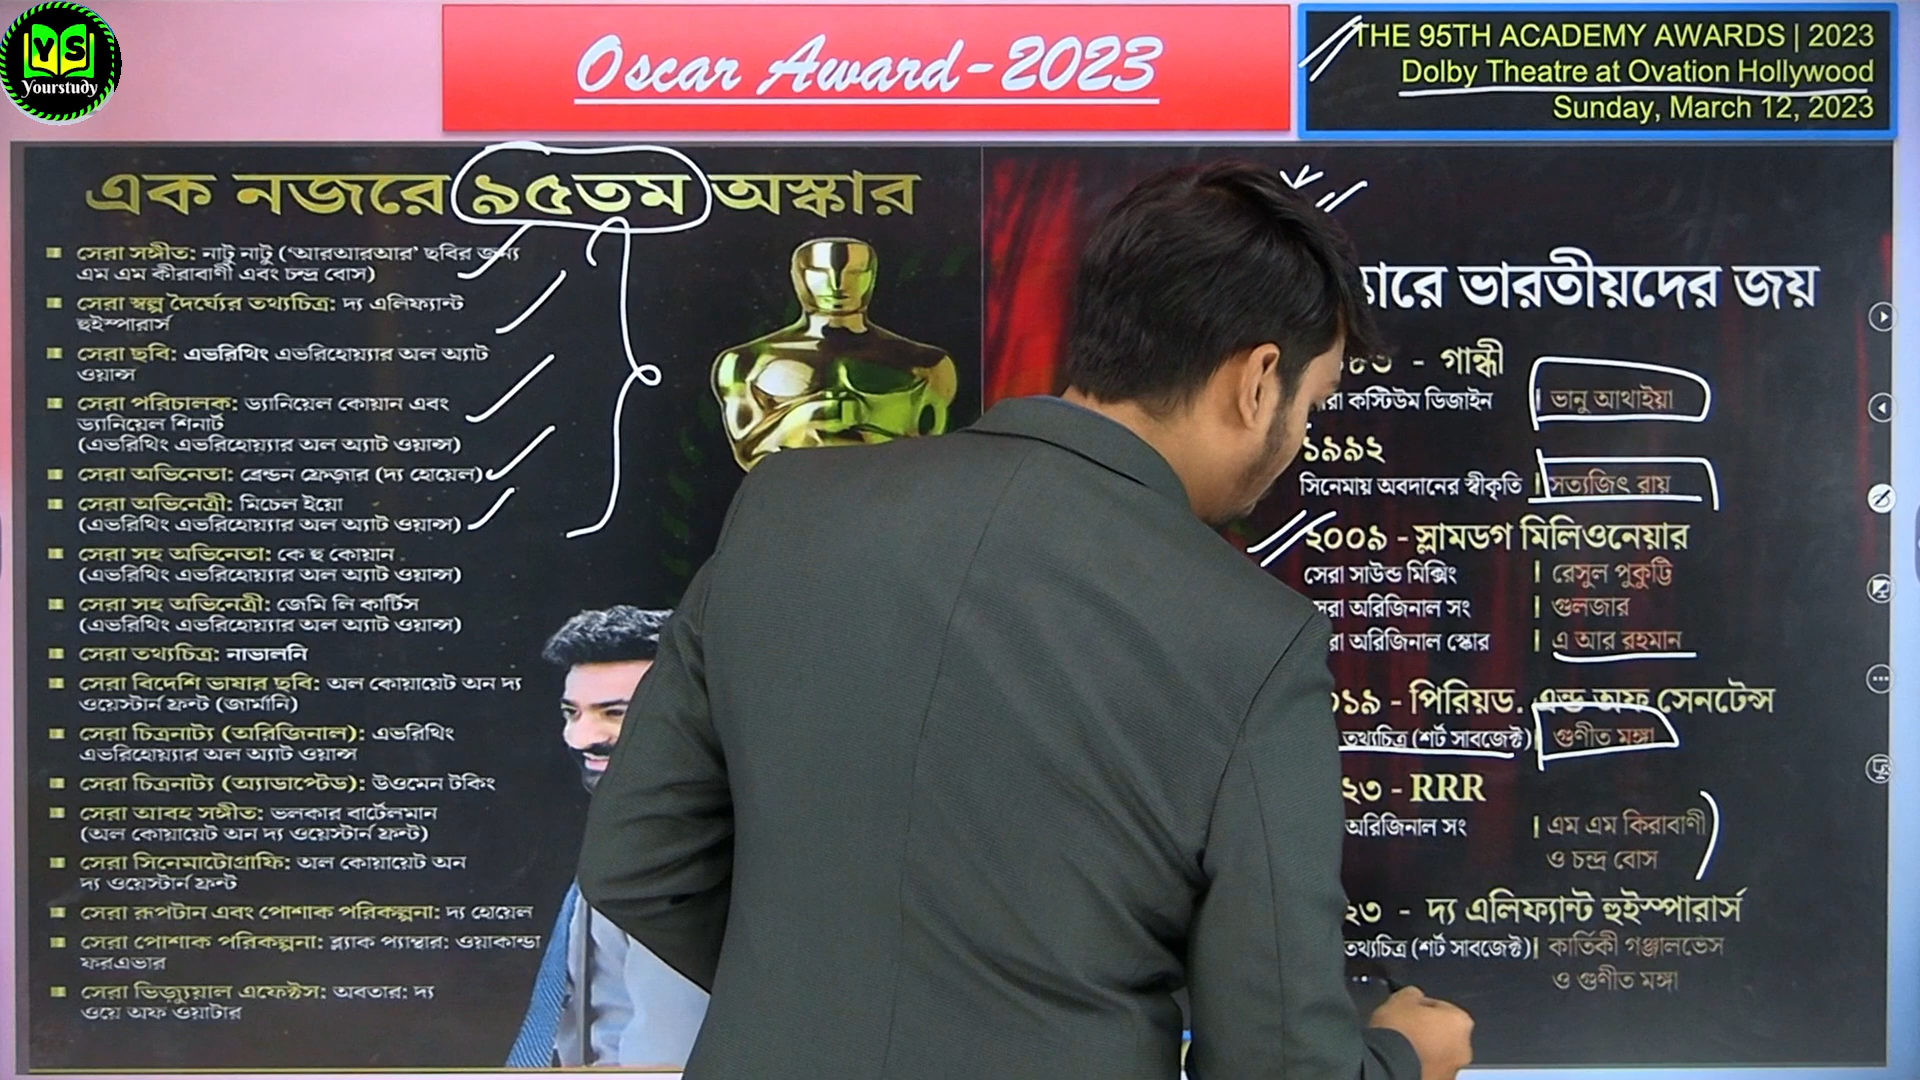 YS
Yourstudy
Oscar Award-2023
THE 95TH ACADEMY AWARDS | 2023
Dolby Theatre at Ovation Hollywood
Sunday, March 12, 2023
এক নজরে ৯৫তম অস্কার
সেরা সঙ্গীত: নাটু নাটু ('আরআরআর' ছবির জন্য
এম এম কীরাবাণী এবং চন্দ্র বোস)
সেরা স্বল্প দৈর্ঘ্যের তথ্যচিত্র: দ্য এলিফ্যান্ট
হুইস্পারার্স
সেরা ছবি: এভরিথিং এভরিহোয়্যার অল অ্যাট
ওয়ান্স
সেরা পরিচালক: ড্যানিয়েল কোয়ান এবং
ড্যানিয়েল শিনার্ট
(এভরিথিং এভরিহোয়্যার অল অ্যাট ওয়ান্স)
সেরা অভিনেতা: ব্রেন্ডন ফ্রেজ়ার (দ্য হোয়েল)
সেরা অভিনেত্রী: মিচেল ইয়ো
(এভরিথিং এভরিহোয়্যার অল অ্যাট ওয়ান্স)
সেরা সহ অভিনেতা: কে হু কোয়ান
(এভরিথিং এভরিহোয়্যার অল অ্যাট ওয়ান্স)
সেরা সহ অভিনেত্রী: জেমি লি কার্টিস
(এভরিথিং এভরিহোয়্যার অল অ্যাট ওয়ান্স)
সেরা তথ্যচিত্র: নাভালনি
সেরা বিদেশি ভাষার ছবি: অল কোয়ায়েট অন দ্য
ওয়েস্টার্ন ফ্রন্ট (জার্মানি)
সেরা চিত্রনাট্য (অরিজিনাল): এভরিথিং
এভরিহোয়্যার অল অ্যাট ওয়ান্স
সেরা চিত্রনাট্য (অ্যাডাপ্টেড): উওমেন টকিং
সেরা আবহ সঙ্গীত: ভলকার বার্টেলমান
(অল কোয়ায়েট অন দ্য ওয়েস্টার্ন ফ্রন্ট)
সেরা সিনেমাটোগ্রাফি: অল কোয়ায়েট অন
দ্য ওয়েস্টার্ন ফ্রন্ট
সেরা রূপটান এবং পোশাক পরিকল্পনা: দ্য হোয়েল
সেরা পোশাক পরিকল্পনা: ব্ল্যাক প্যান্থার: ওয়াকান্ডা
ফরএভার
সেরা ভিজ্যুয়াল এফেক্টস: অবতার: দ্য
ওয়ে অফ ওয়াটার
ভারতীয়দের জয়
- গান্ধী
কস্টিউম ডিজাইন | ভানু আথাইয়া
১৯৯২
সিনেমায় অবদানের স্বীকৃতি | সত্যজিৎ রায়
২০০৯ - স্লামডগ মিলিওনেয়ার
সেরা সাউন্ড মিক্সিং | রেসুল পুকুট্টি
অরিজিনাল সং | গুলজার
অরিজিনাল স্কোর | এ আর রহমান
- পিরিয়ড. এন্ড অফ সেনটেন্স
তথ্যচিত্র (শর্ট সাবজেক্ট) | গুণীত মঙ্গা
২৩ - RRR
অরিজিনাল সং | এম এম কিরাবাণী
ও চন্দ্র বোস
২৩ - দ্য এলিফ্যান্ট হুইস্পারার্স
তথ্যচিত্র (শর্ট সাবজেক্ট) | কার্তিকী গঞ্জালভেস
ও গুণীত মঙ্গা